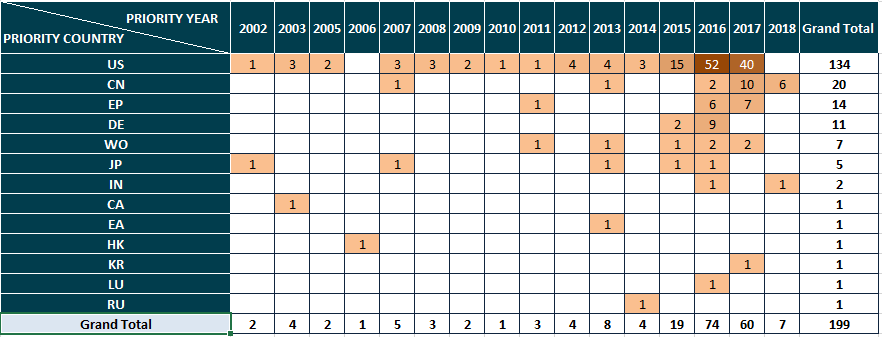 PRIORITY YEAR
PRIORITY COUNTRY
2002 2003 2005 2006 2007 2008 2009 2010 2011 2012 2013 2014 2015 2016 2017 2018 Grand Total
US 1 3 2 3 3 2 1 1 4 4 3 15 52 40 134
CN 1 1 2 10 6 20
EP 1 6 7 14
DE 2 9 11
WO 1 1 1 2 2 7
JP 1 1 1 1 1 5
IN 1 1 2
CA 1 1
EA 1 1
HK 1 1
KR 1 1
LU 1 1
RU 1 1
Grand Total 2 4 2 1 5 3 2 1 3 4 8 4 19 74 60 7 199